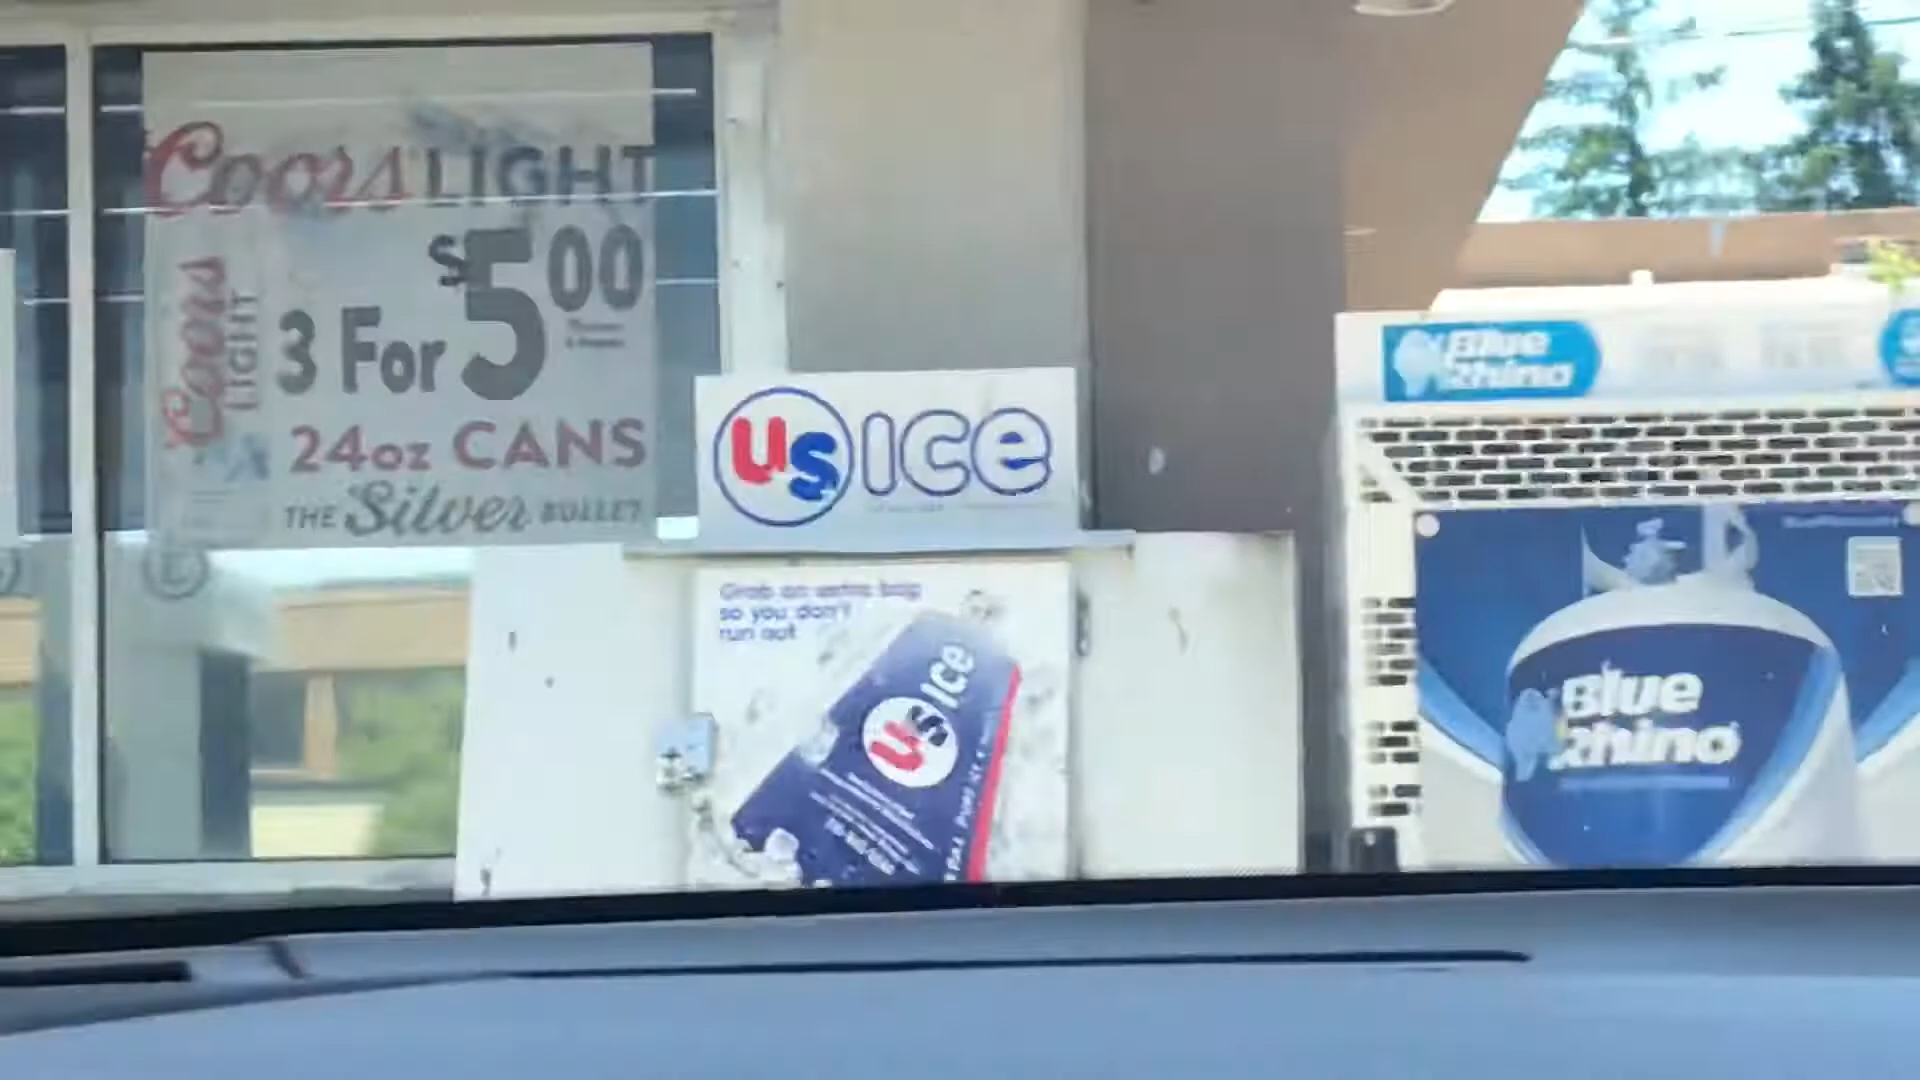 Coors LIGHT
Coors
LIGHT
3 For $5 00
24oz CANS
THE Silver BULLET
US ICE
Grab an extra bag
so you don't
run out
US ICE
Blue
Rhino
Blue
Rhino